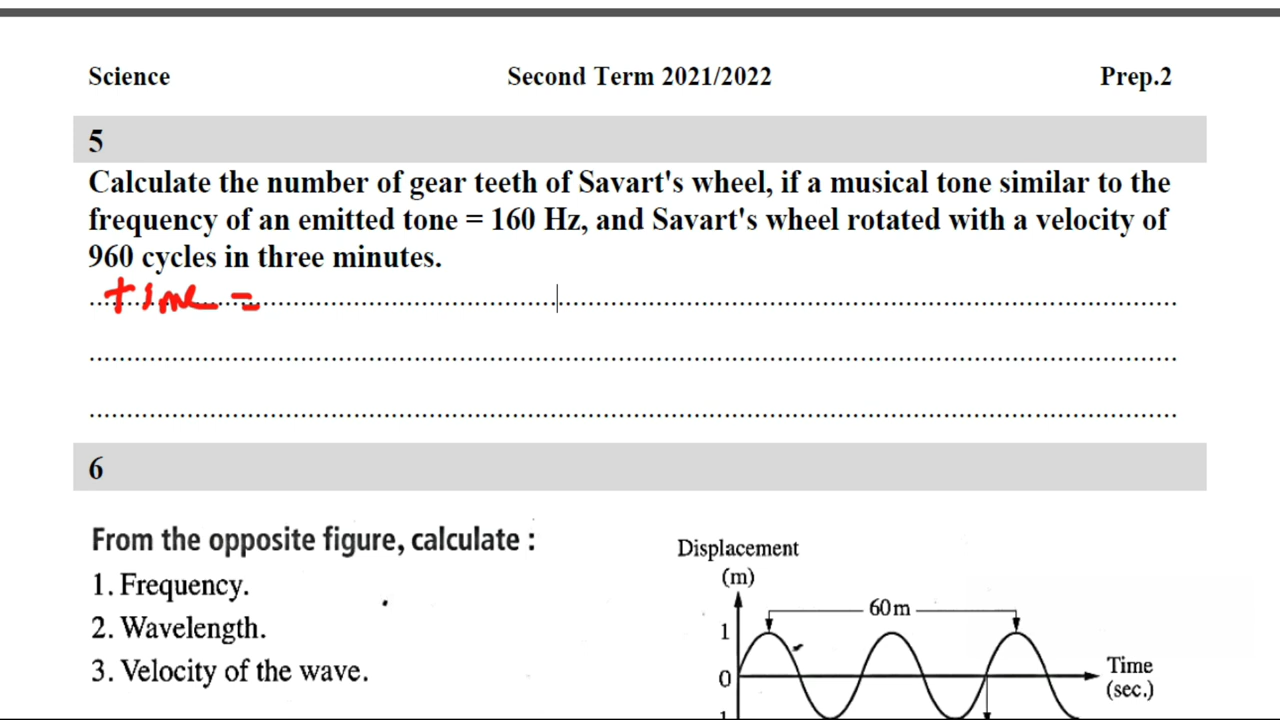 Science Second Term 2021/2022 Prep.2
5
Calculate the number of gear teeth of Savart's wheel, if a musical tone similar to the
frequency of an emitted tone = 160 Hz, and Savart's wheel rotated with a velocity of
960 cycles in three minutes.
time =
6
From the opposite figure, calculate :
1. Frequency.
2. Wavelength.
3. Velocity of the wave.
Displacement
(m)
60m
1
0
Time
(sec.)
1